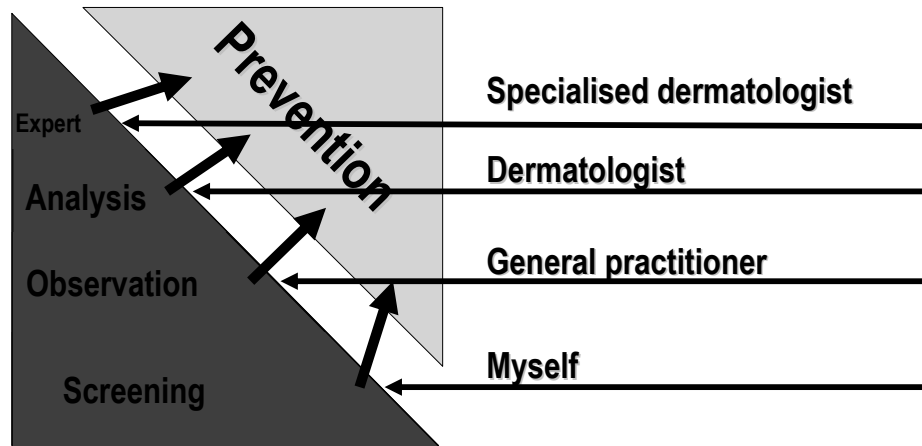 Prevention
Specialised dermatologist
Expert
Dermatologist
Analysis
General practitioner
Observation
Myself
Screening